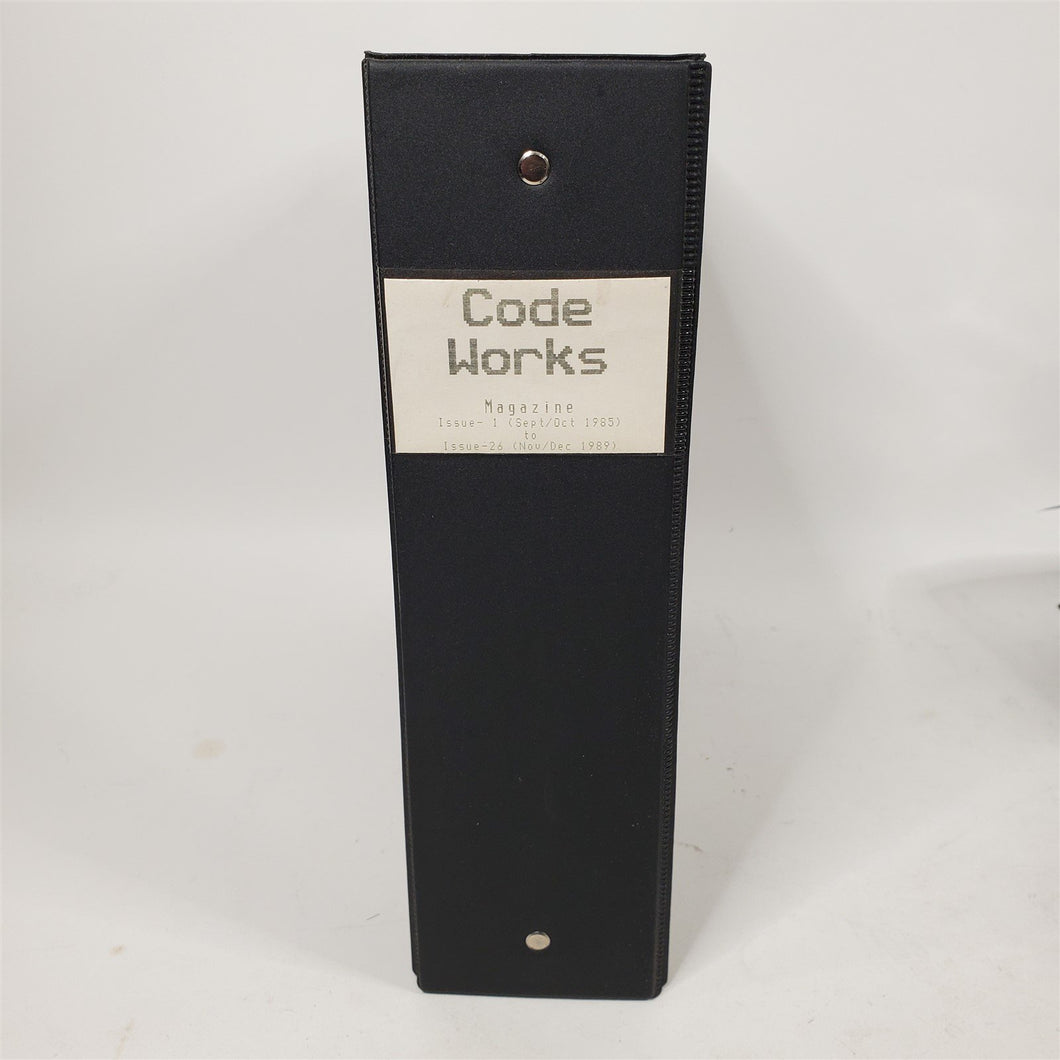 Code
Works
Magazine
Issue- 1 (Sept/Oct 1985)
to
Issue-26 (Nov/Dec 1989)